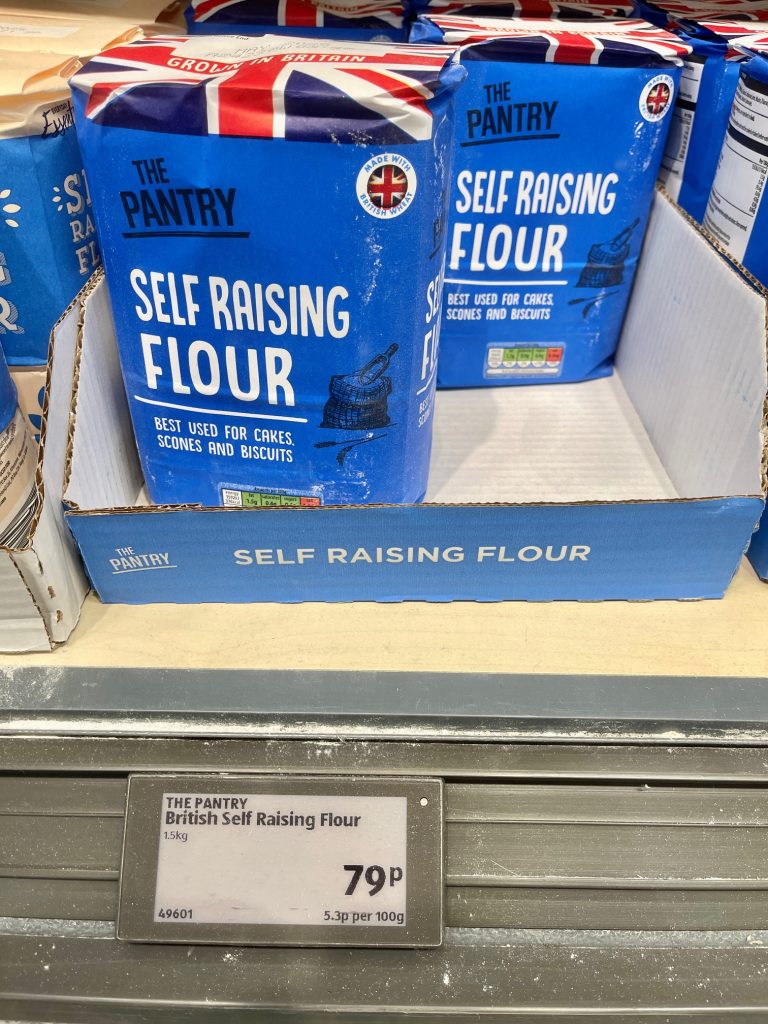 GROWN IN BRITAIN
THE
PANTRY
MADE WITH
BRITISH WHEAT
SELF RAISING
FLOUR
BEST USED FOR CAKES,
SCONES AND BISCUITS
THE
PANTRY
MADE WITH
SELF RAISING
FLOUR
BEST USED FOR CAKES,
SCONES AND BISCUITS
THE
PANTRY
SELF RAISING FLOUR
THE PANTRY
British Self Raising Flour
1.5kg
79p
49601
5.3p per 100g